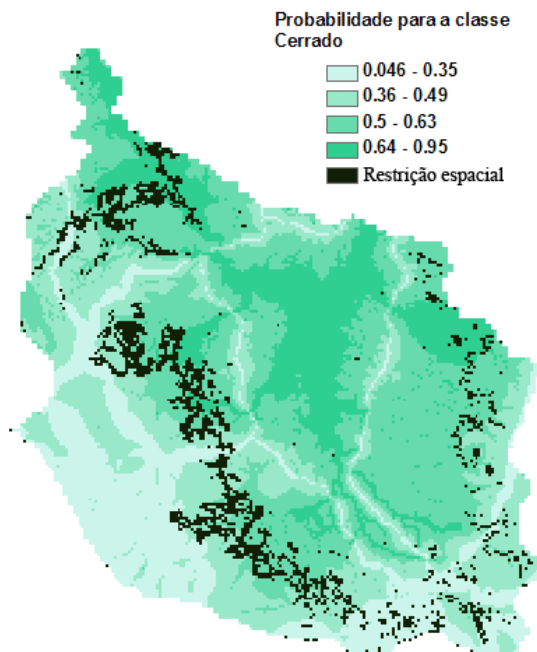 Probabilidade para a classe
Cerrado
0.046 - 0.35
0.36 - 0.49
0.5 - 0.63
0.64 - 0.95
Restrição espacial